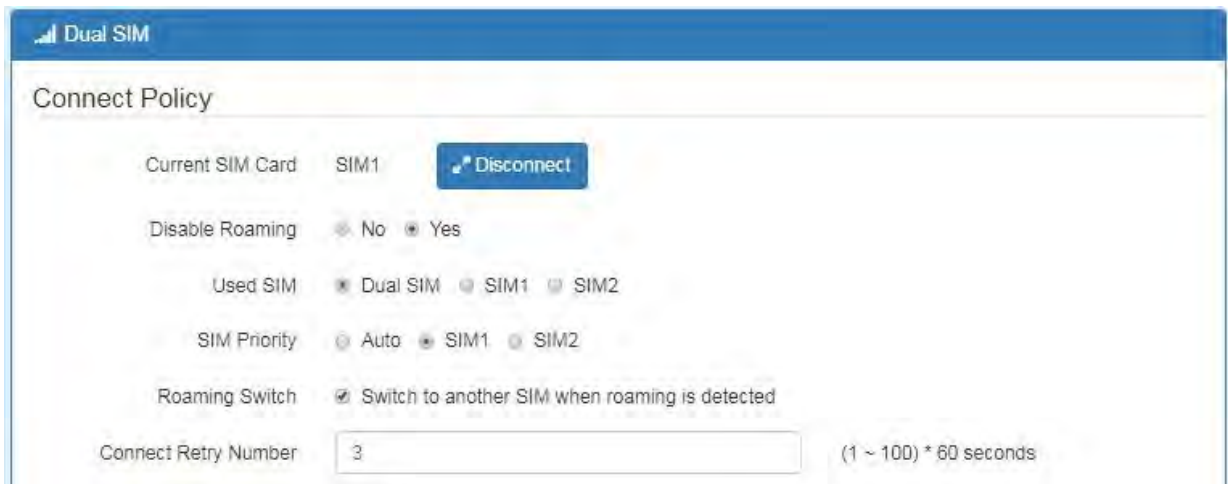 Dual SIM
Connect Policy
Current SIM Card SIM1 Disconnect
Disable Roaming No Yes
Used SIM Dual SIM SIM1 SIM2
SIM Priority Auto SIM1 SIM2
Roaming Switch Switch to another SIM when roaming is detected
Connect Retry Number 3 (1 ~ 100) * 60 seconds